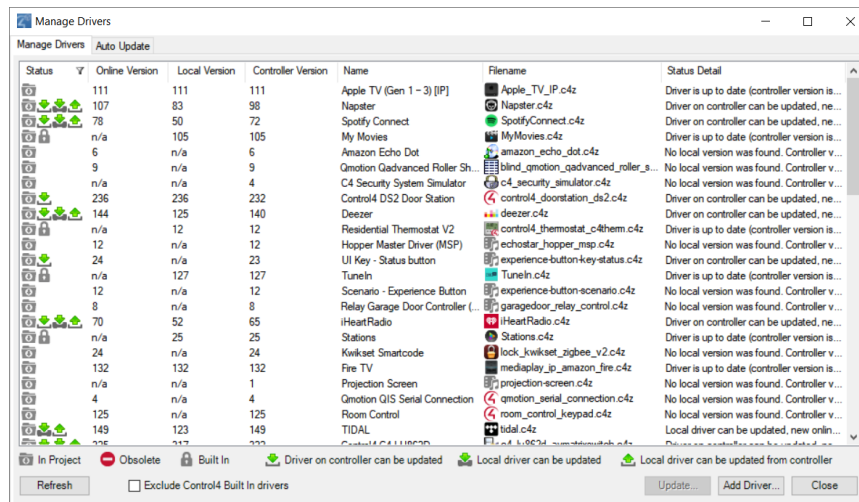 Manage Drivers
Manage Drivers Auto Update
Status Online Version Local Version Controller Version Name Filename Status Detail
111 111 111 Apple TV (Gen 1 – 3) [IP] Apple_TV_IP.c4z Driver is up to date (controller version is...
107 83 98 Napster Napster.c4z Driver on controller can be updated, ne...
78 50 72 Spotify Connect SpotifyConnect.c4z Driver on controller can be updated, ne...
n/a 105 105 My Movies MyMovies.c4z Driver is up to date (controller version is...
6 n/a 6 Amazon Echo Dot amazon_echo_dot.c4z No local version was found. Controller v...
9 n/a 9 Qmotion Qadvanced Roller Sh... blind_qmotion_qadvanced_roller_s... No local version was found. Controller v...
n/a n/a 4 C4 Security System Simulator c4_security_simulator.c4z No local version was found. Controller v...
236 236 232 Control4 DS2 Door Station control4_doorstation_ds2.c4z Driver on controller can be updated, ne...
144 125 140 Deezer deezer.c4z Driver on controller can be updated, ne...
n/a 12 12 Residential Thermostat V2 control4_thermostat_c4therm.c4z Driver is up to date (controller version is...
12 n/a 12 Hopper Master Driver (MSP) echostar_hopper_msp.c4z No local version was found. Controller v...
24 n/a 23 UI Key - Status button experience-button-key-status.c4z Driver on controller can be updated, ne...
n/a 127 127 TuneIn TuneIn.c4z Driver is up to date (controller version is...
12 n/a 12 Scenario - Experience Button experience-button-scenario.c4z No local version was found. Controller v...
8 n/a 8 Relay Garage Door Controller (... garagedoor_relay_control.c4z No local version was found. Controller v...
70 52 65 iHeartRadio iHeartRadio.c4z Driver on controller can be updated, ne...
n/a 25 25 Stations Stations.c4z Driver is up to date (controller version is...
24 n/a 24 Kwikset Smartcode lock_kwikset_zigbee_v2.c4z No local version was found. Controller v...
132 132 132 Fire TV mediaplay_ip_amazon_fire.c4z Driver is up to date (controller version is...
n/a n/a 1 Projection Screen projection-screen.c4z No local version was found. Controller v...
4 n/a 4 Qmotion QIS Serial Connection qmotion_serial_connection.c4z No local version was found. Controller v...
125 n/a 125 Room Control room_control_keypad.c4z No local version was found. Controller v...
149 123 149 TIDAL tidal.c4z Local driver can be updated, new onlin...
In Project Obsolete Built In Driver on controller can be updated Local driver can be updated Local driver can be updated from controller
Refresh Exclude Control4 Built In drivers Update... Add Driver... Close